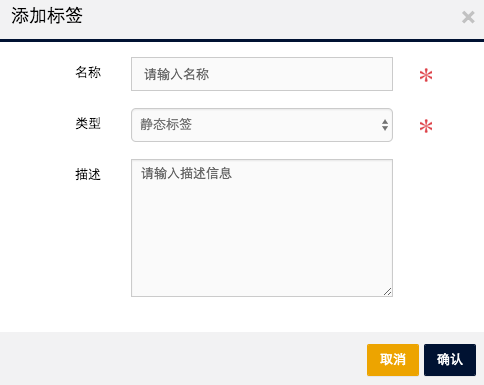 添加标签
名称 请输入名称 *
类型 静态标签 *
描述 请输入描述信息
取消 确认